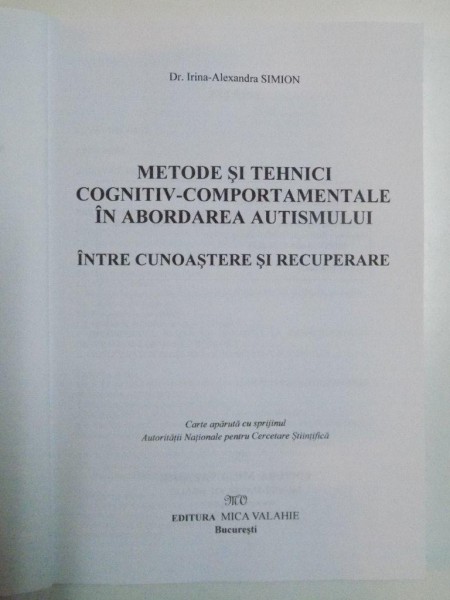 Dr. Irina-Alexandra SIMION
METODE ŞI TEHNICI
COGNITIV-COMPORTAMENTALE
ÎN ABORDAREA AUTISMULUI
ÎNTRE CUNOAŞTERE ŞI RECUPERARE
Carte apărută cu sprijinul
Autorităţii Naţionale pentru Cercetare Ştiinţifică
MV
EDITURA MICA VALAHIE
Bucureşti